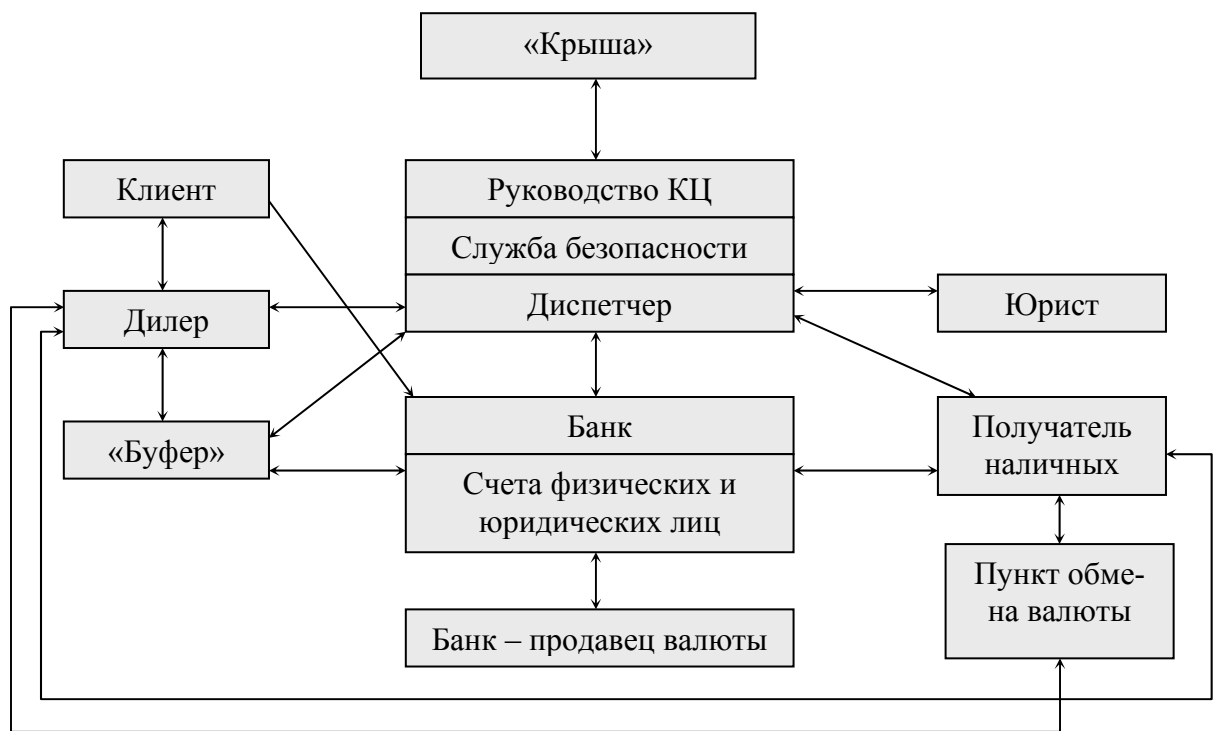 «Крыша»
Клиент
Руководство КЦ
Служба безопасности
Дилер
Диспетчер
Юрист
«Буфер»
Банк
Счета физических и
юридических лиц
Получатель
наличных
Пункт обме-
на валюты
Банк – продавец валюты